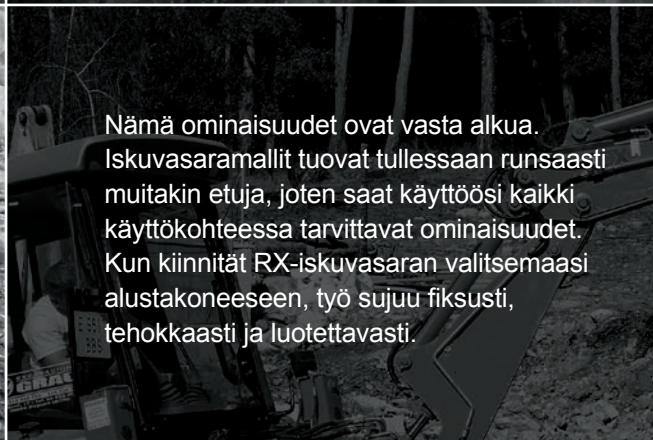 Nämä ominaisuudet ovat vasta alkua.
Iskuvasaramallit tuovat tullessaan runsaasti
muitakin etuja, joten saat käyttöösi kaikki
käyttökohteessa tarvittavat ominaisuudet.
Kun kiinnität RX-iskuvasaran valitsemaasi
alustakoneeseen, työ sujuu fiksusti,
tehokkaasti ja luotettavasti.